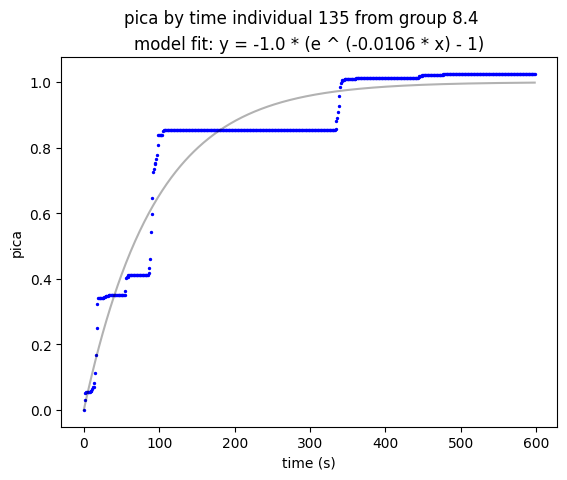 pica by time individual 135 from group 8.4
model fit: y = -1.0 * (e ^ (-0.0106 * x) - 1)
1.0
0.8
0.6
0.4
0.2
0.0
pica
0 100 200 300 400 500 600
time (s)